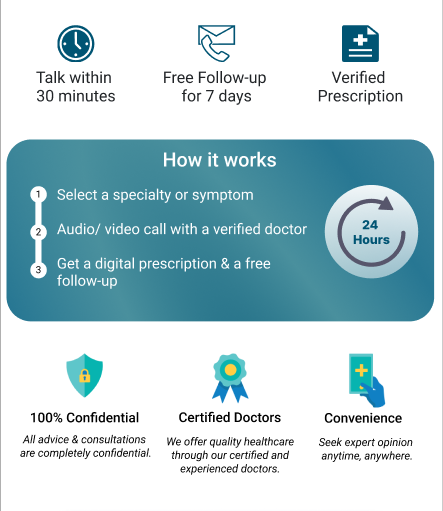 Talk within
30 minutes
Free Follow-up
for 7 days
Verified
Prescription
How it works
1 Select a specialty or symptom
2 Audio/ video call with a verified doctor
3 Get a digital prescription & a free
follow-up
24
Hours
100% Confidential
All advice & consultations
are completely confidential.
Certified Doctors
We offer quality healthcare
through our certified and
experienced doctors.
Convenience
Seek expert opinion
anytime, anywhere.